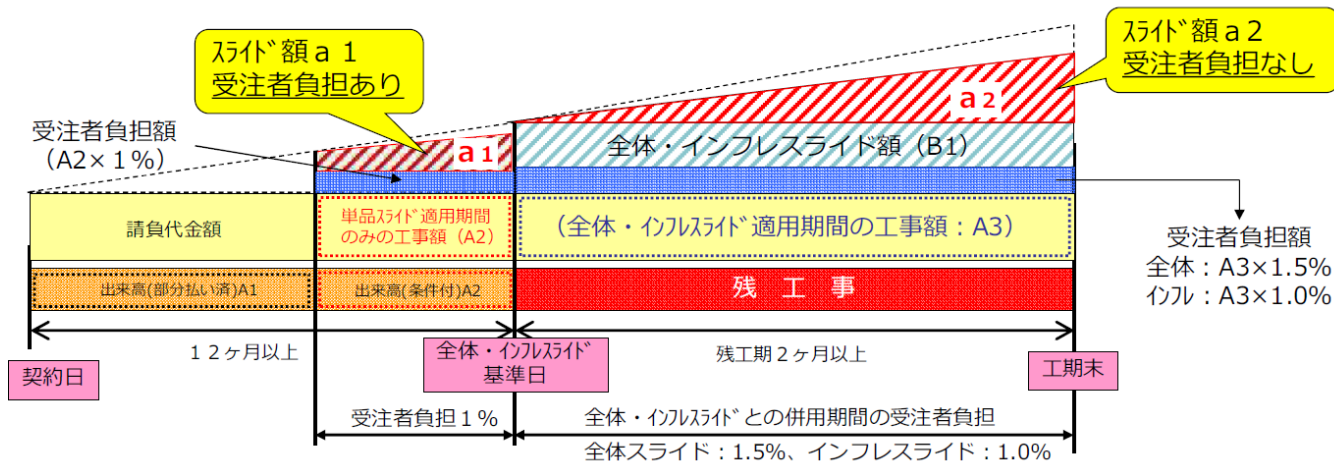 ｽﾗｲﾄﾞ額ａ１
受注者負担あり
ｽﾗｲﾄﾞ額ａ２
受注者負担なし
受注者負担額
（A2×１%）
ａ１
ａ２
全体・インフレスライド額（B1）
請負代金額
単品ｽﾗｲﾄﾞ適用期間
のみの工事額（A2）
（全体・ｲﾝﾌﾚｽﾗｲﾄﾞ適用期間の工事額：A3）
受注者負担額
全体：A3×1.5%
ｲﾝﾌﾚ：A3×1.0%
出来高(部分払い済)A1
出来高(条件付)A2
残 工 事
１２ヶ月以上
残工期２ヶ月以上
契約日
全体・ｲﾝﾌﾚｽﾗｲﾄﾞ
基準日
工期末
受注者負担１%
全体・ｲﾝﾌﾚｽﾗｲﾄﾞとの併用期間の受注者負担
全体スライド：1.5%、インフレスライド：1.0%